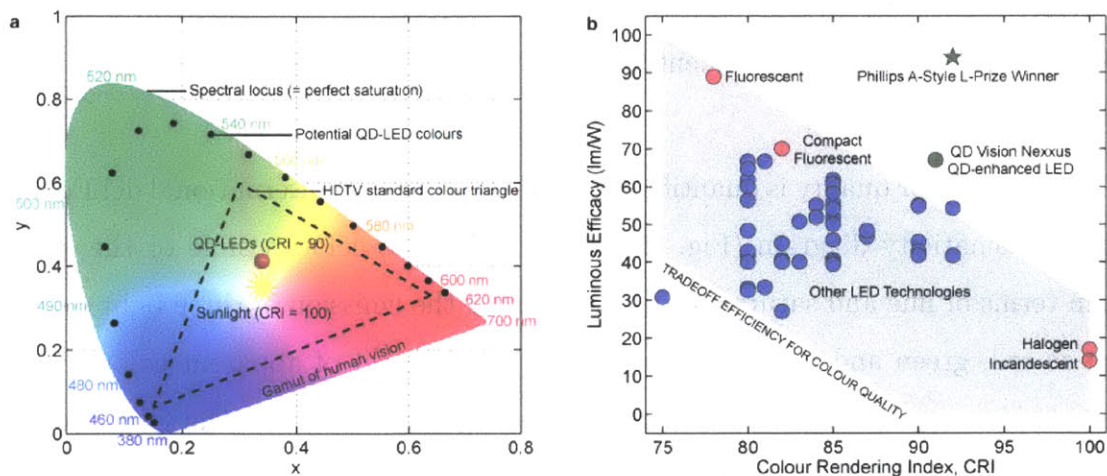 a
1
520 nm
Spectral locus (= perfect saturation)
540 nm
0.8
Potential QD-LED colours
560 nm
0.6
HDTV standard colour triangle
500 nm
580 nm
y
QD-LEDs (CRI ~ 90)
0.4
600 nm
620 nm
490 nm
Sunlight (CRI = 100)
700 nm
0.2
Gamut of human vision
480 nm
460 nm
0
380 nm
0
0.2
0.4
0.6
0.8
x
b
100
90
80
70
60
50
40
30
20
10
0
Luminous Efficacy (lm/W)
Fluorescent
Phillips A-Style L-Prize Winner
Compact
Fluorescent
QD Vision Nexxus
QD-enhanced LED
TRADEOFF EFFICIENCY FOR COLOUR QUALITY
Other LED Technologies
Halogen
Incandescent
75
80
85
90
95
100
Colour Rendering Index, CRI